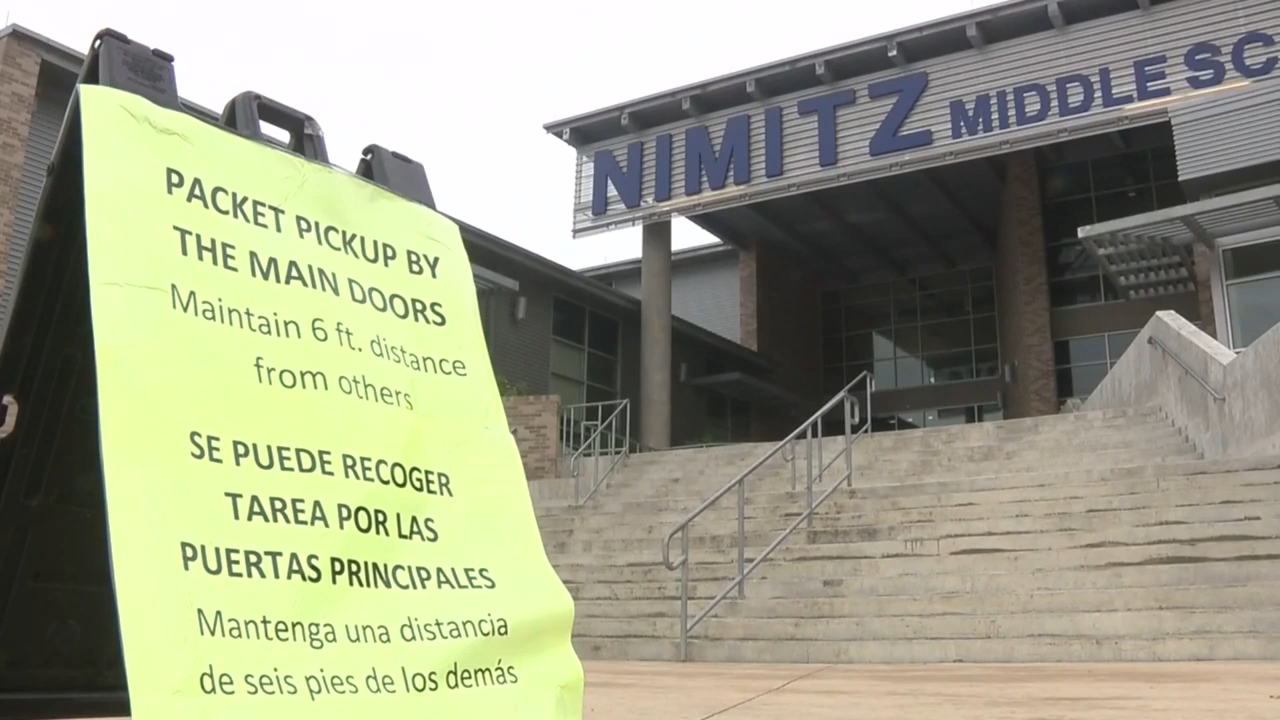 PACKET PICKUP BY
THE MAIN DOORS
Maintain 6 ft. distance
from others
SE PUEDE RECOGER
TAREA POR LAS
PUERTAS PRINCIPALES
Mantenga una distancia
de seis pies de los demás
NIMITZ MIDDLE SC